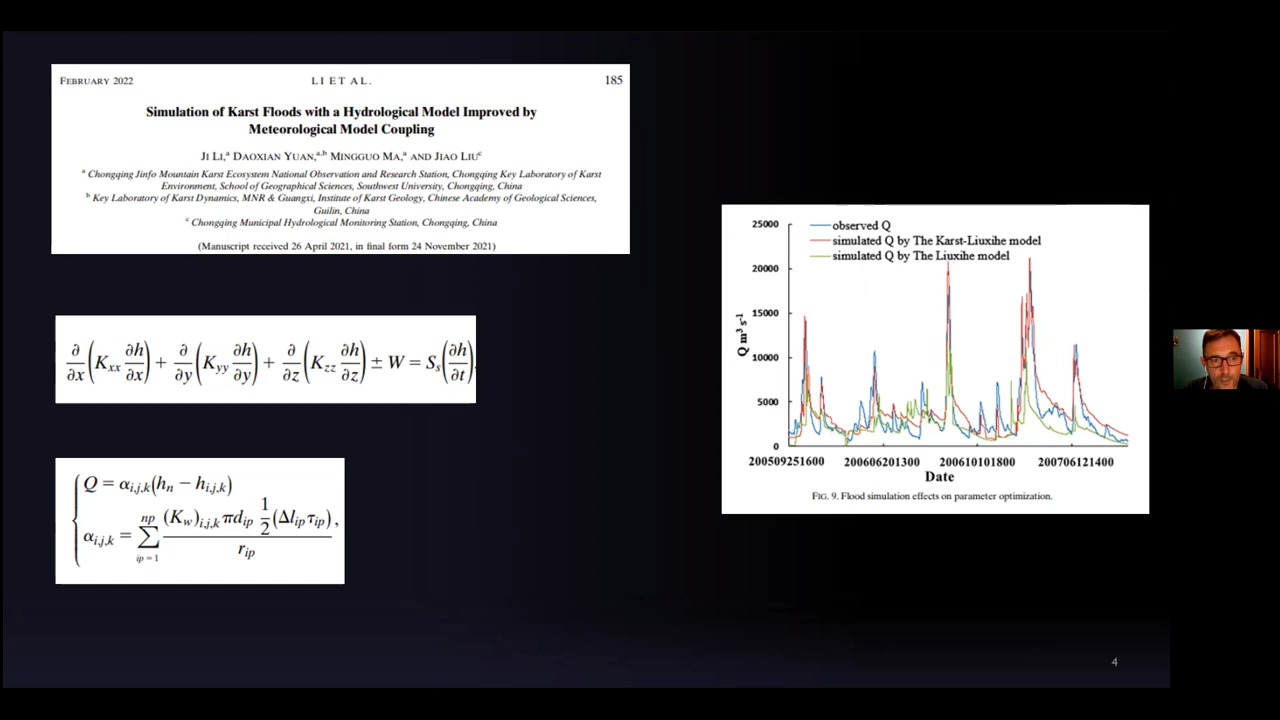 FEBRUARY 2022 LI ET AL. 185
Simulation of Karst Floods with a Hydrological Model Improved by
Meteorological Model Coupling
JI LI,ᵃ DAOXIAN YUAN,ᵃ,ᵇ MINGGUO MA,ᵃ AND JIAO LIUᶜ
ᵃ Chongqing Jinfo Mountain Karst Ecosystem National Observation and Research Station, Chongqing Key Laboratory of Karst
Environment, School of Geographical Sciences, Southwest University, Chongqing, China
ᵇ Key Laboratory of Karst Dynamics, MNR & Guangxi, Institute of Karst Geology, Chinese Academy of Geological Sciences,
Guilin, China
ᶜ Chongqing Municipal Hydrological Monitoring Station, Chongqing, China
(Manuscript received 26 April 2021, in final form 24 November 2021)
∂/∂x (Kxx ∂h/∂x) + ∂/∂y (Kyy ∂h/∂y) + ∂/∂z (Kzz ∂h/∂z) ± W = Ss (∂h/∂t),
Q = αi,j,k (hn − hi,j,k)
αi,j,k = ∑ip=1^np (Kw)i,j,k πdip 1/2 (Δlip τip) / rip ,
observed Q
simulated Q by The Karst-Liuxihe model
simulated Q by The Liuxihe model
25000
20000
15000
10000
5000
0
Q m³ s⁻¹
200509251600 200606201300 200610101800 200706121400
Date
FIG. 9. Flood simulation effects on parameter optimization.
4